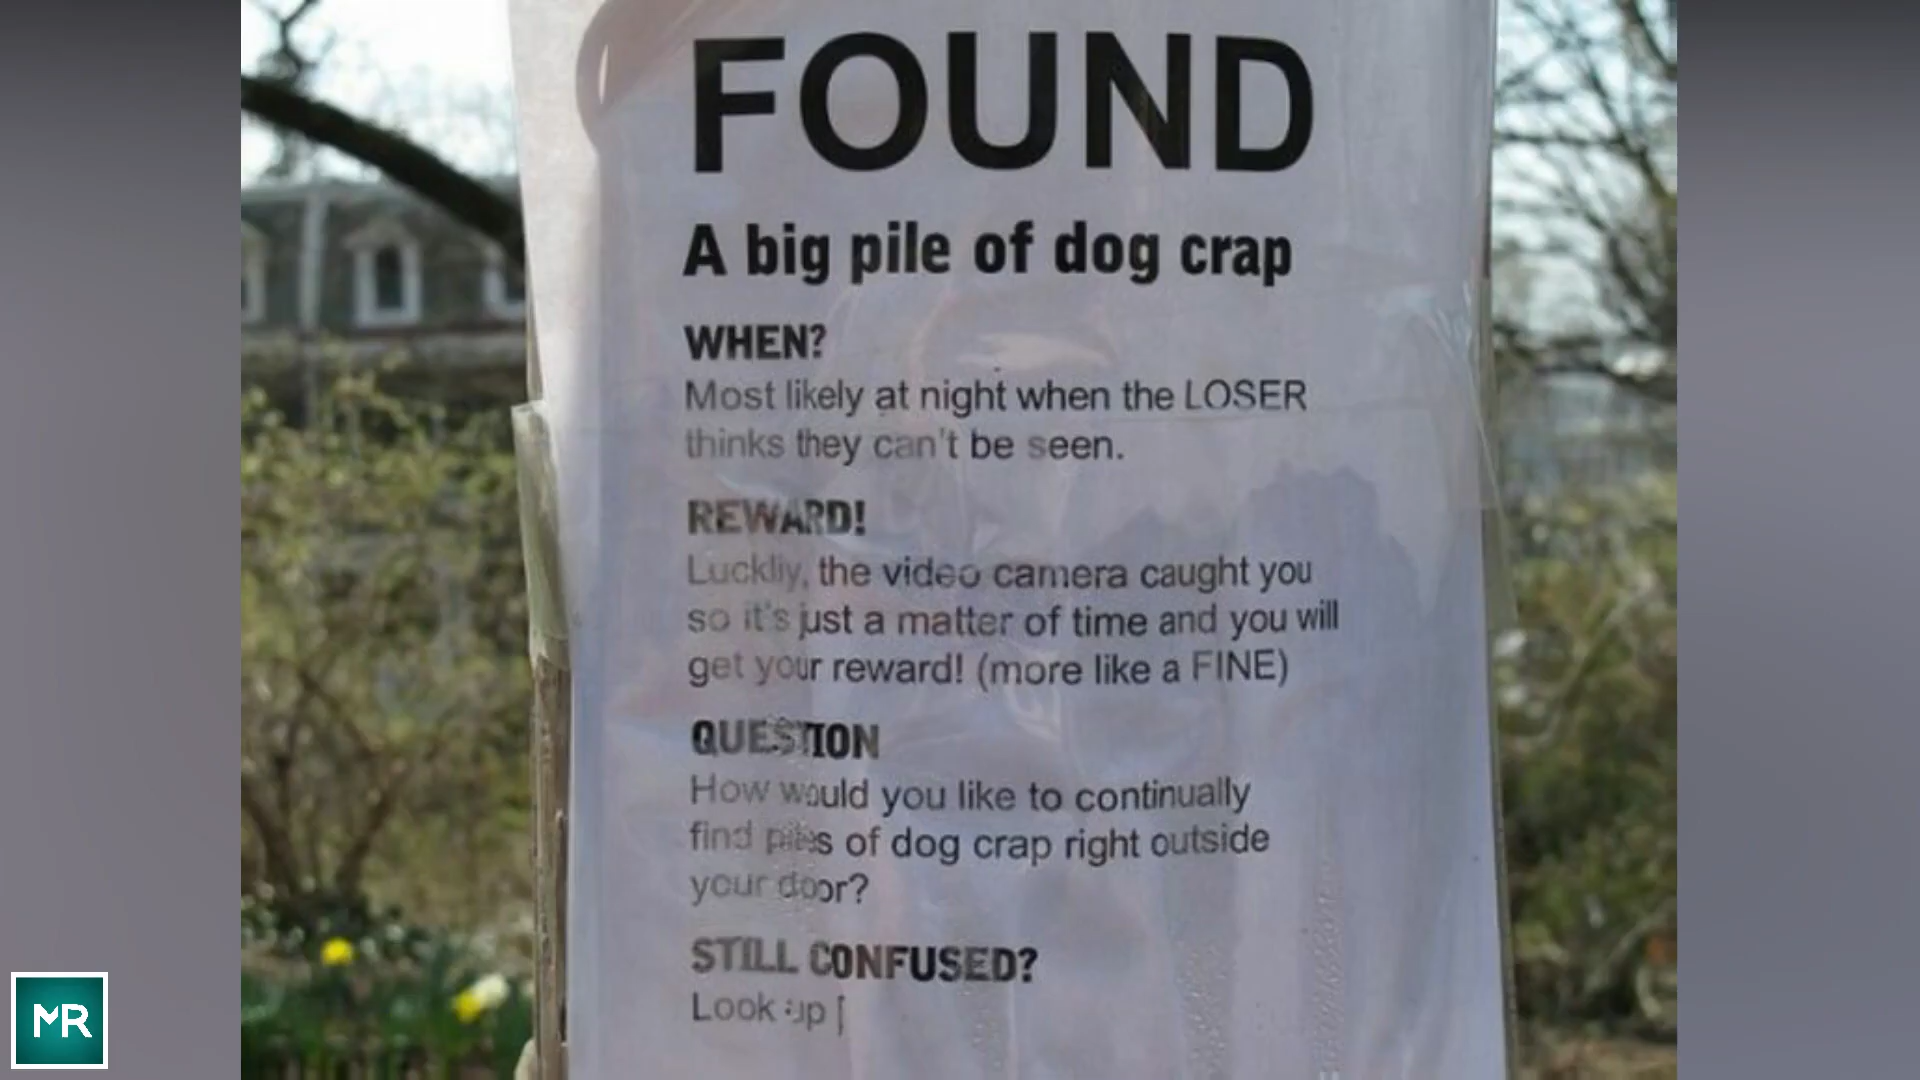 FOUND
A big pile of dog crap
WHEN?
Most likely at night when the LOSER
thinks they can't be seen.
REWARD!
Luckliy, the video camera caught you
so it's just a matter of time and you will
get your reward! (more like a FINE)
QUESTION
How would you like to continually
find piles of dog crap right outside
your door?
STILL CONFUSED?
Look up
MR